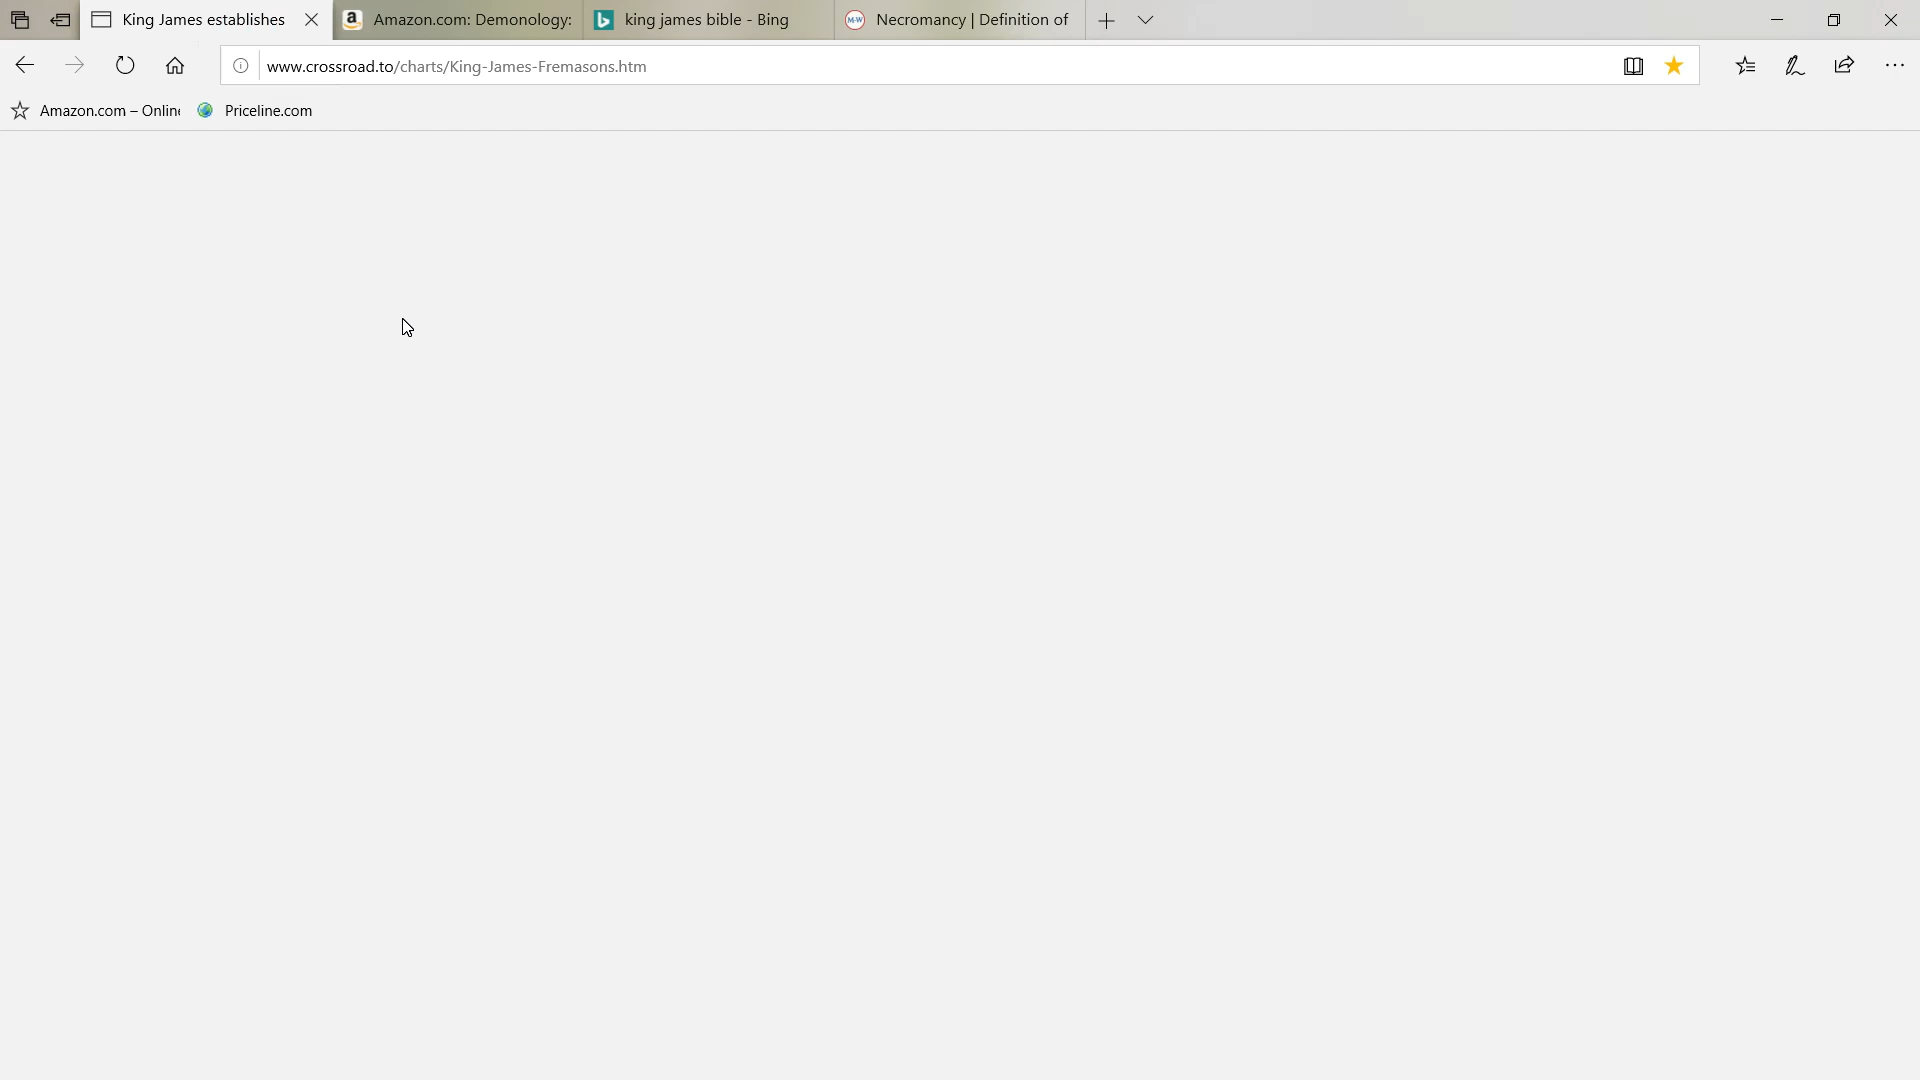 King James establishes
Amazon.com: Demonology:
king james bible - Bing
M-W
Necromancy | Definition of
www.crossroad.to/charts/King-James-Fremasons.htm
Amazon.com – Online
Priceline.com